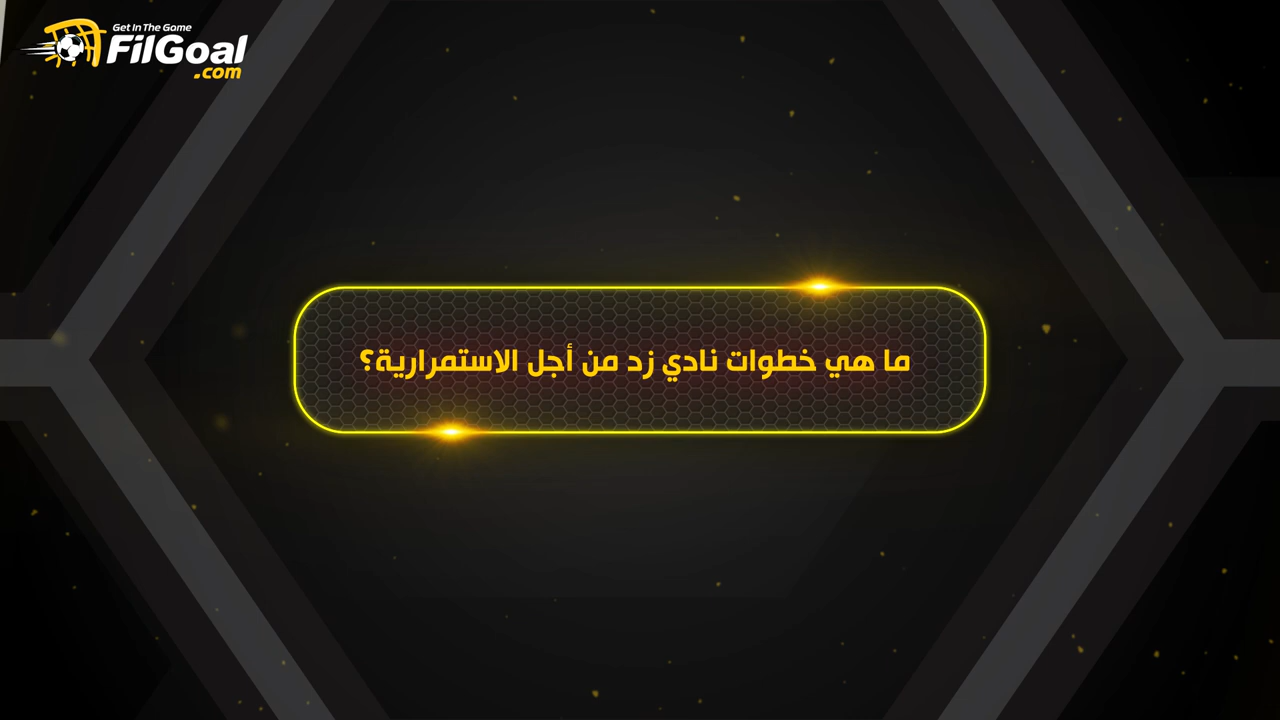 Get In The Game
FilGoal
.com
ما هي خطوات نادي زد من أجل الاستمرارية؟